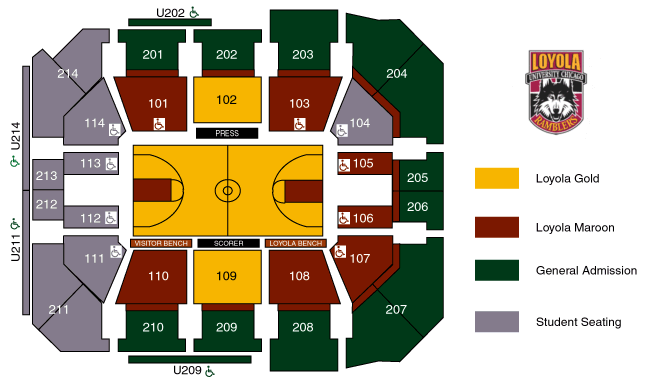 U202
201
202
203
204
214
101
102
103
104
114
PRESS
U214
113
105
213
205
212
206
112
106
VISITOR BENCH
SCORER
LOYOLA BENCH
U211
111
107
110
109
108
211
207
210
209
208
U209
LOYOLA
UNIVERSITY CHICAGO
RAMBLERS
Loyola Gold
Loyola Maroon
General Admission
Student Seating